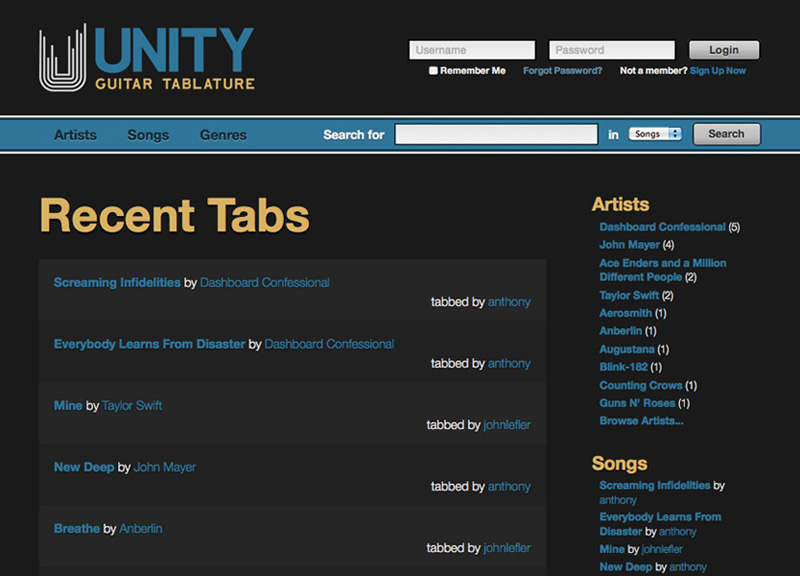 UNITY
GUITAR TABLATURE
Username Password Login
Remember Me Forgot Password? Not a member? Sign Up Now
Artists Songs Genres Search for in Songs Search
Recent Tabs
Screaming Infidelities by Dashboard Confessional
tabbed by anthony
Everybody Learns From Disaster by Dashboard Confessional
tabbed by anthony
Mine by Taylor Swift
tabbed by johnlefler
New Deep by John Mayer
tabbed by anthony
Breathe by Anberlin
tabbed by johnlefler
Artists
Dashboard Confessional (5)
John Mayer (4)
Ace Enders and a Million
Different People (2)
Taylor Swift (2)
Aerosmith (1)
Anberlin (1)
Augustana (1)
Blink-182 (1)
Counting Crows (1)
Guns N' Roses (1)
Browse Artists...
Songs
Screaming Infidelities by
anthony
Everybody Learns From
Disaster by anthony
Mine by johnlefler
New Deep by anthony